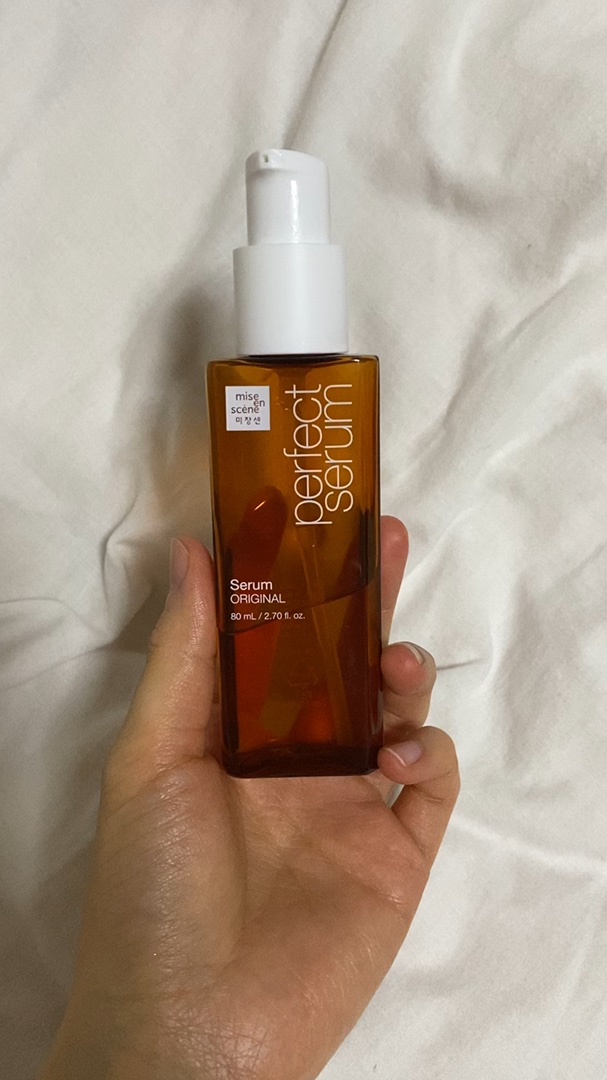 mise
en
scène
미장센
perfect
serum
Serum
ORIGINAL
80 mL / 2.70 fl. oz.